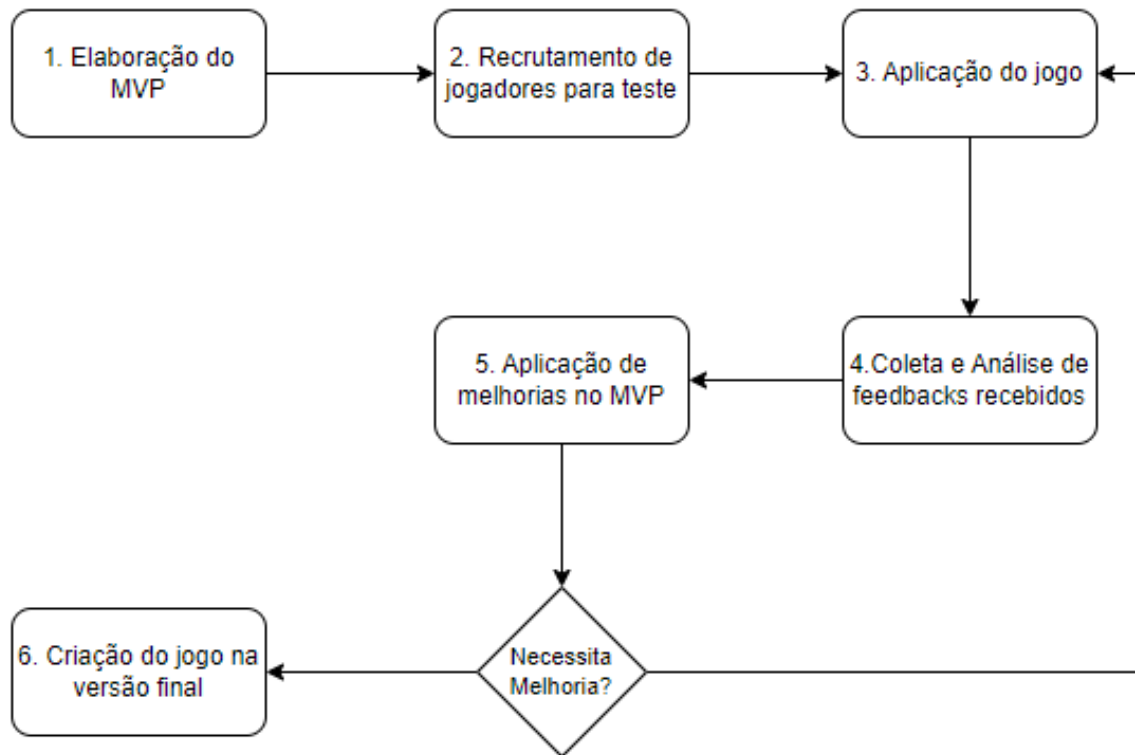 1. Elaboração do
MVP
2. Recrutamento de
jogadores para teste
3. Aplicação do jogo
4.Coleta e Análise de
feedbacks recebidos
5. Aplicação de
melhorias no MVP
Necessita
Melhoria?
6. Criação do jogo na
versão final